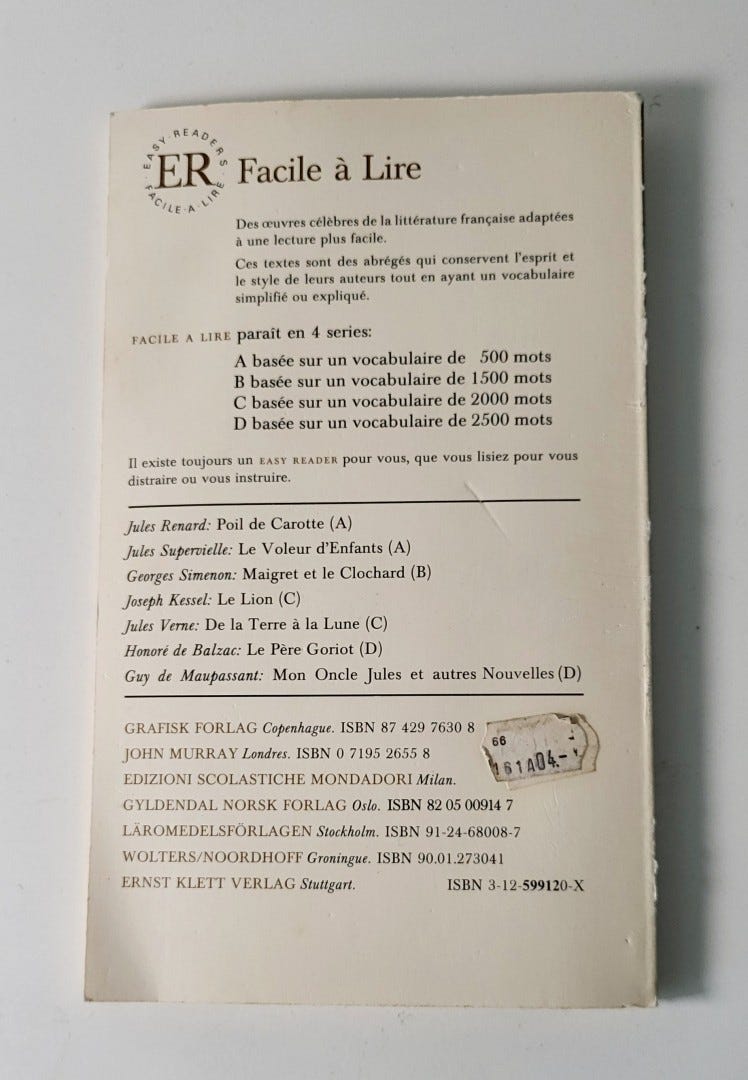 EASY · READERS
ER
FACILE · A · LIRE
Facile à Lire
Des œuvres célèbres de la littérature française adaptées
à une lecture plus facile.
Ces textes sont des abrégés qui conservent l'esprit et
le style de leurs auteurs tout en ayant un vocabulaire
simplifié ou expliqué.
FACILE A LIRE paraît en 4 series:
A basée sur un vocabulaire de 500 mots
B basée sur un vocabulaire de 1500 mots
C basée sur un vocabulaire de 2000 mots
D basée sur un vocabulaire de 2500 mots
Il existe toujours un EASY READER pour vous, que vous lisiez pour vous
distraire ou vous instruire.
Jules Renard: Poil de Carotte (A)
Jules Supervielle: Le Voleur d'Enfants (A)
Georges Simenon: Maigret et le Clochard (B)
Joseph Kessel: Le Lion (C)
Jules Verne: De la Terre à la Lune (C)
Honoré de Balzac: Le Père Goriot (D)
Guy de Maupassant: Mon Oncle Jules et autres Nouvelles (D)
GRAFISK FORLAG Copenhague. ISBN 87 429 7630 8
JOHN MURRAY Londres. ISBN 0 7195 2655 8
EDIZIONI SCOLASTICHE MONDADORI Milan.
GYLDENDAL NORSK FORLAG Oslo. ISBN 82 05 00914 7
LÄROMEDELSFÖRLAGEN Stockholm. ISBN 91-24-68008-7
WOLTERS/NOORDHOFF Groningue. ISBN 90.01.273041
ERNST KLETT VERLAG Stuttgart. ISBN 3-12-599120-X
66